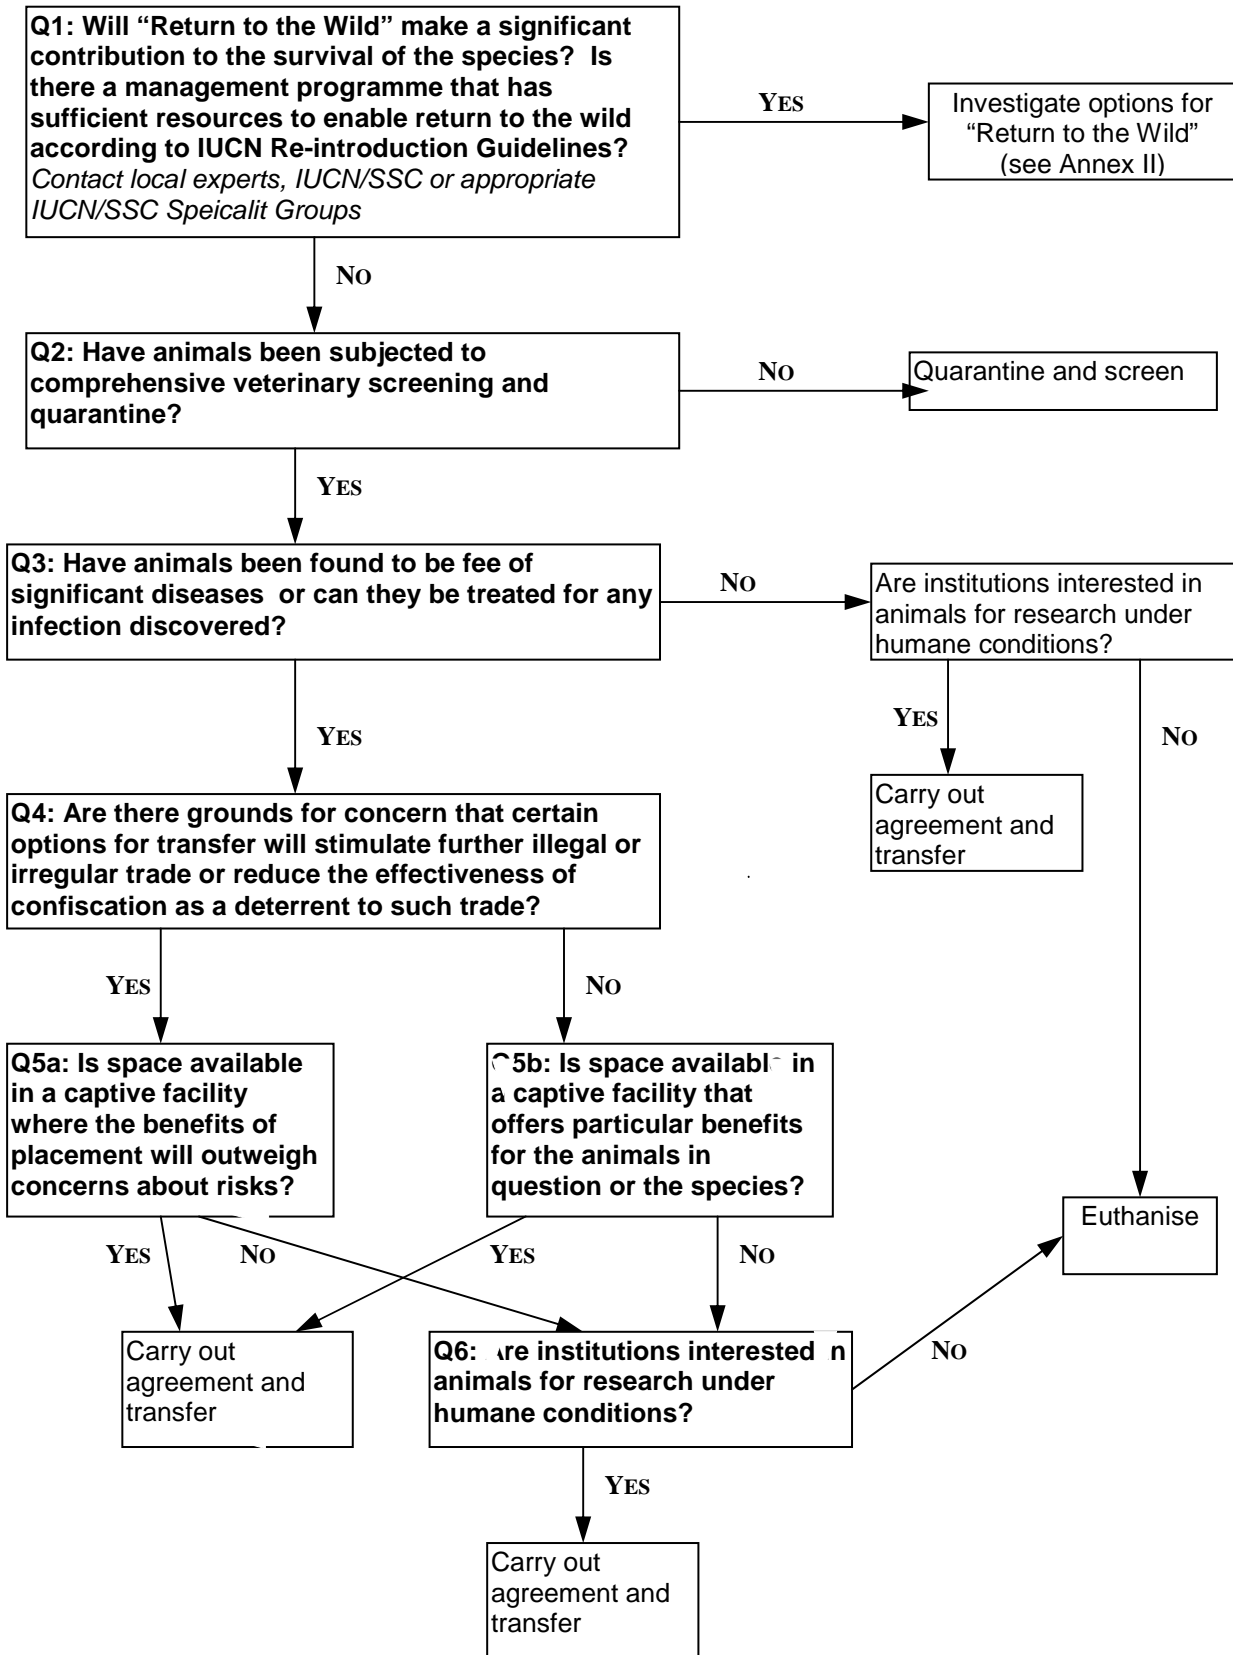 Q1: Will “Return to the Wild” make a significant
contribution to the survival of the species? Is
there a management programme that has
sufficient resources to enable return to the wild
according to IUCN Re-introduction Guidelines?
Contact local experts, IUCN/SSC or appropriate
IUCN/SSC Speicalit Groups
YES
Investigate options for
“Return to the Wild”
(see Annex II)
NO
Q2: Have animals been subjected to
comprehensive veterinary screening and
quarantine?
NO
Quarantine and screen
YES
Q3: Have animals been found to be fee of
significant diseases or can they be treated for any
infection discovered?
NO
Are institutions interested in
animals for research under
humane conditions?
YES
YES
NO
Carry out
agreement and
transfer
Q4: Are there grounds for concern that certain
options for transfer will stimulate further illegal or
irregular trade or reduce the effectiveness of
confiscation as a deterrent to such trade?
YES
NO
Q5a: Is space available
in a captive facility
where the benefits of
placement will outweigh
concerns about risks?
Q5b: Is space available in
a captive facility that
offers particular benefits
for the animals in
question or the species?
Euthanise
YES
NO
YES
NO
Carry out
agreement and
transfer
Q6: Are institutions interested in
animals for research under
humane conditions?
NO
YES
Carry out
agreement and
transfer